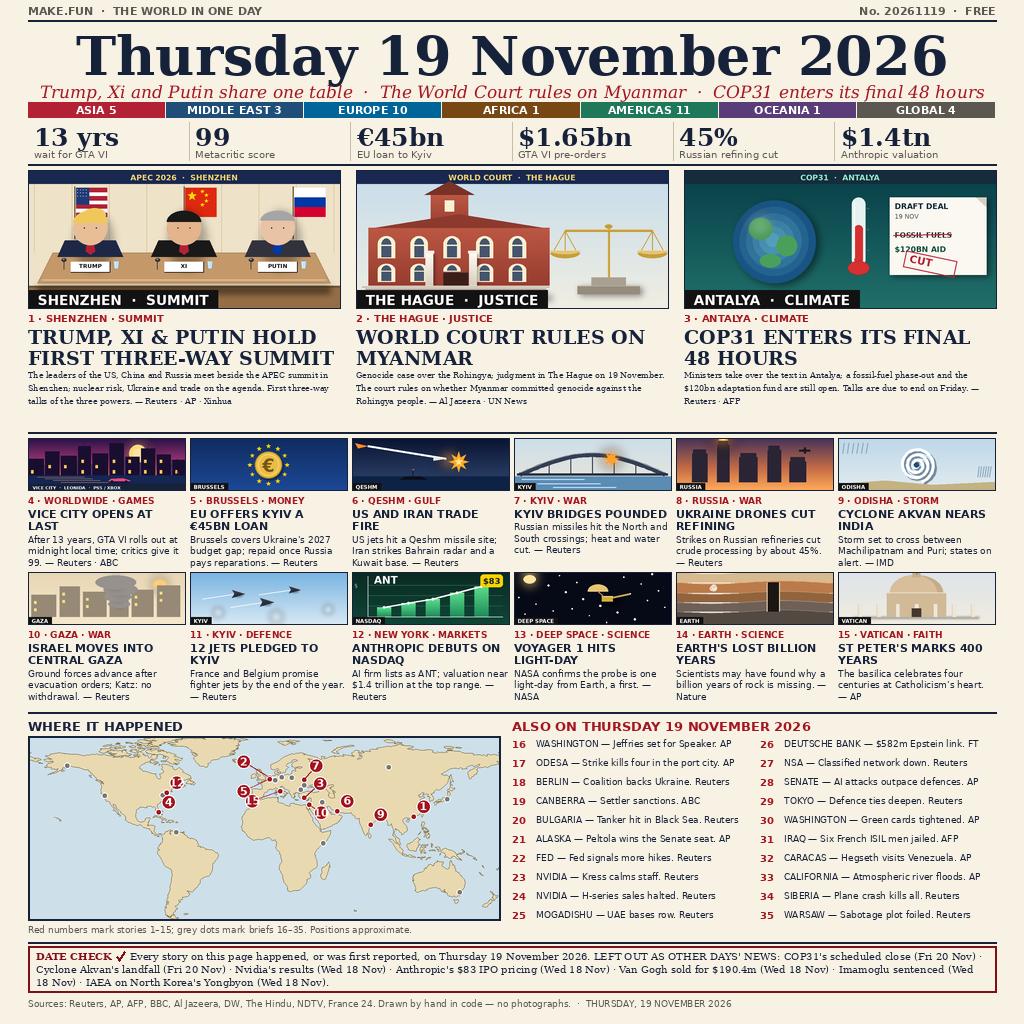 MAKE.FUN · THE WORLD IN ONE DAY
No. 20261119 · FREE
Thursday 19 November 2026
Trump, Xi and Putin share one table · The World Court rules on Myanmar · COP31 enters its final 48 hours
ASIA 5
MIDDLE EAST 3
EUROPE 10
AFRICA 1
AMERICAS 11
OCEANIA 1
GLOBAL 4
13 yrs
wait for GTA VI
99
Metacritic score
€45bn
EU loan to Kyiv
$1.65bn
GTA VI pre-orders
45%
Russian refining cut
$1.4tn
Anthropic valuation
APEC 2026 · SHENZHEN
TRUMP
XI
PUTIN
SHENZHEN · SUMMIT
1 · SHENZHEN · SUMMIT
TRUMP, XI & PUTIN HOLD
FIRST THREE-WAY SUMMIT
The leaders of the US, China and Russia meet beside the APEC summit in
Shenzhen; nuclear risk, Ukraine and trade on the agenda. First three-way
talks of the three powers. — Reuters · AP · Xinhua
WORLD COURT · THE HAGUE
THE HAGUE · JUSTICE
2 · THE HAGUE · JUSTICE
WORLD COURT RULES ON
MYANMAR
Genocide case over the Rohingya; judgment in The Hague on 19 November.
The court rules on whether Myanmar committed genocide against the
Rohingya people. — Al Jazeera · UN News
COP31 · ANTALYA
DRAFT DEAL
19 NOV
FOSSIL FUELS
$120BN AID
CUT
ANTALYA · CLIMATE
3 · ANTALYA · CLIMATE
COP31 ENTERS ITS FINAL
48 HOURS
Ministers take over the text in Antalya; a fossil-fuel phase-out and the
$120bn adaptation fund are still open. Talks are due to end on Friday. —
Reuters · AFP
VICE CITY · LEONIDA · PS5 / XBOX
4 · WORLDWIDE · GAMES
VICE CITY OPENS AT
LAST
After 13 years, GTA VI rolls out at
midnight local time; critics give it
99. — Reuters · ABC
€
BRUSSELS
5 · BRUSSELS · MONEY
EU OFFERS KYIV A
€45BN LOAN
Brussels covers Ukraine's 2027
budget gap; repaid once Russia
pays reparations. — Reuters
QESHM
6 · QESHM · GULF
US AND IRAN TRADE
FIRE
US jets hit a Qeshm missile site;
Iran strikes Bahrain radar and a
Kuwait base. — Reuters
KYIV
7 · KYIV · WAR
KYIV BRIDGES POUNDED
Russian missiles hit the North and
South crossings; heat and water
cut. — Reuters
RUSSIA
8 · RUSSIA · WAR
UKRAINE DRONES CUT
REFINING
Strikes on Russian refineries cut
crude processing by about 45%.
— Reuters
ODISHA
9 · ODISHA · STORM
CYCLONE AKVAN NEARS
INDIA
Storm set to cross between
Machilipatnam and Puri; states on
alert. — IMD
GAZA
10 · GAZA · WAR
ISRAEL MOVES INTO
CENTRAL GAZA
Ground forces advance after
evacuation orders; Katz: no
withdrawal. — Reuters
KYIV
11 · KYIV · DEFENCE
12 JETS PLEDGED TO
KYIV
France and Belgium promise
fighter jets by the end of the year.
— Reuters
ANT
$83
NASDAQ
12 · NEW YORK · MARKETS
ANTHROPIC DEBUTS ON
NASDAQ
AI firm lists as ANT; valuation near
$1.4 trillion at the top range. —
Reuters
DEEP SPACE
13 · DEEP SPACE · SCIENCE
VOYAGER 1 HITS
LIGHT-DAY
NASA confirms the probe is one
light-day from Earth, a first. —
NASA
EARTH
14 · EARTH · SCIENCE
EARTH'S LOST BILLION
YEARS
Scientists may have found why a
billion years of rock is missing. —
Nature
VATICAN
15 · VATICAN · FAITH
ST PETER'S MARKS 400
YEARS
The basilica celebrates four
centuries at Catholicism's heart.
— AP
WHERE IT HAPPENED
2
7
12
3
5
15
4
6
1
10
9
Red numbers mark stories 1–15; grey dots mark briefs 16–35. Positions approximate.
ALSO ON THURSDAY 19 NOVEMBER 2026
16 WASHINGTON — Jeffries set for Speaker. AP
17 ODESA — Strike kills four in the port city. AP
18 BERLIN — Coalition backs Ukraine. Reuters
19 CANBERRA — Settler sanctions. ABC
20 BULGARIA — Tanker hit in Black Sea. Reuters
21 ALASKA — Peltola wins the Senate seat. AP
22 FED — Fed signals more hikes. Reuters
23 NVIDIA — Kress calms staff. Reuters
24 NVIDIA — H-series sales halted. Reuters
25 MOGADISHU — UAE bases row. Reuters
26 DEUTSCHE BANK — $582m Epstein link. FT
27 NSA — Classified network down. Reuters
28 SENATE — AI attacks outpace defences. AP
29 TOKYO — Defence ties deepen. Reuters
30 WASHINGTON — Green cards tightened. AP
31 IRAQ — Six French ISIL men jailed. AFP
32 CARACAS — Hegseth visits Venezuela. AP
33 CALIFORNIA — Atmospheric river floods. AP
34 SIBERIA — Plane crash kills all. Reuters
35 WARSAW — Sabotage plot foiled. Reuters
DATE CHECK ✓ Every story on this page happened, or was first reported, on Thursday 19 November 2026. LEFT OUT AS OTHER DAYS' NEWS: COP31's scheduled close (Fri 20 Nov) ·
Cyclone Akvan's landfall (Fri 20 Nov) · Nvidia's results (Wed 18 Nov) · Anthropic's $83 IPO pricing (Wed 18 Nov) · Van Gogh sold for $190.4m (Wed 18 Nov) · Imamoglu sentenced (Wed
18 Nov) · IAEA on North Korea's Yongbyon (Wed 18 Nov).
Sources: Reuters, AP, AFP, BBC, Al Jazeera, DW, The Hindu, NDTV, France 24. Drawn by hand in code — no photographs. · THURSDAY, 19 NOVEMBER 2026